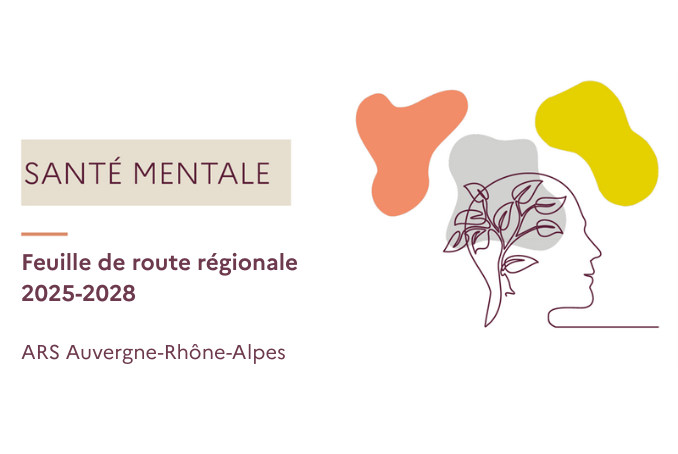 SANTÉ MENTALE
Feuille de route régionale
2025-2028
ARS Auvergne-Rhône-Alpes